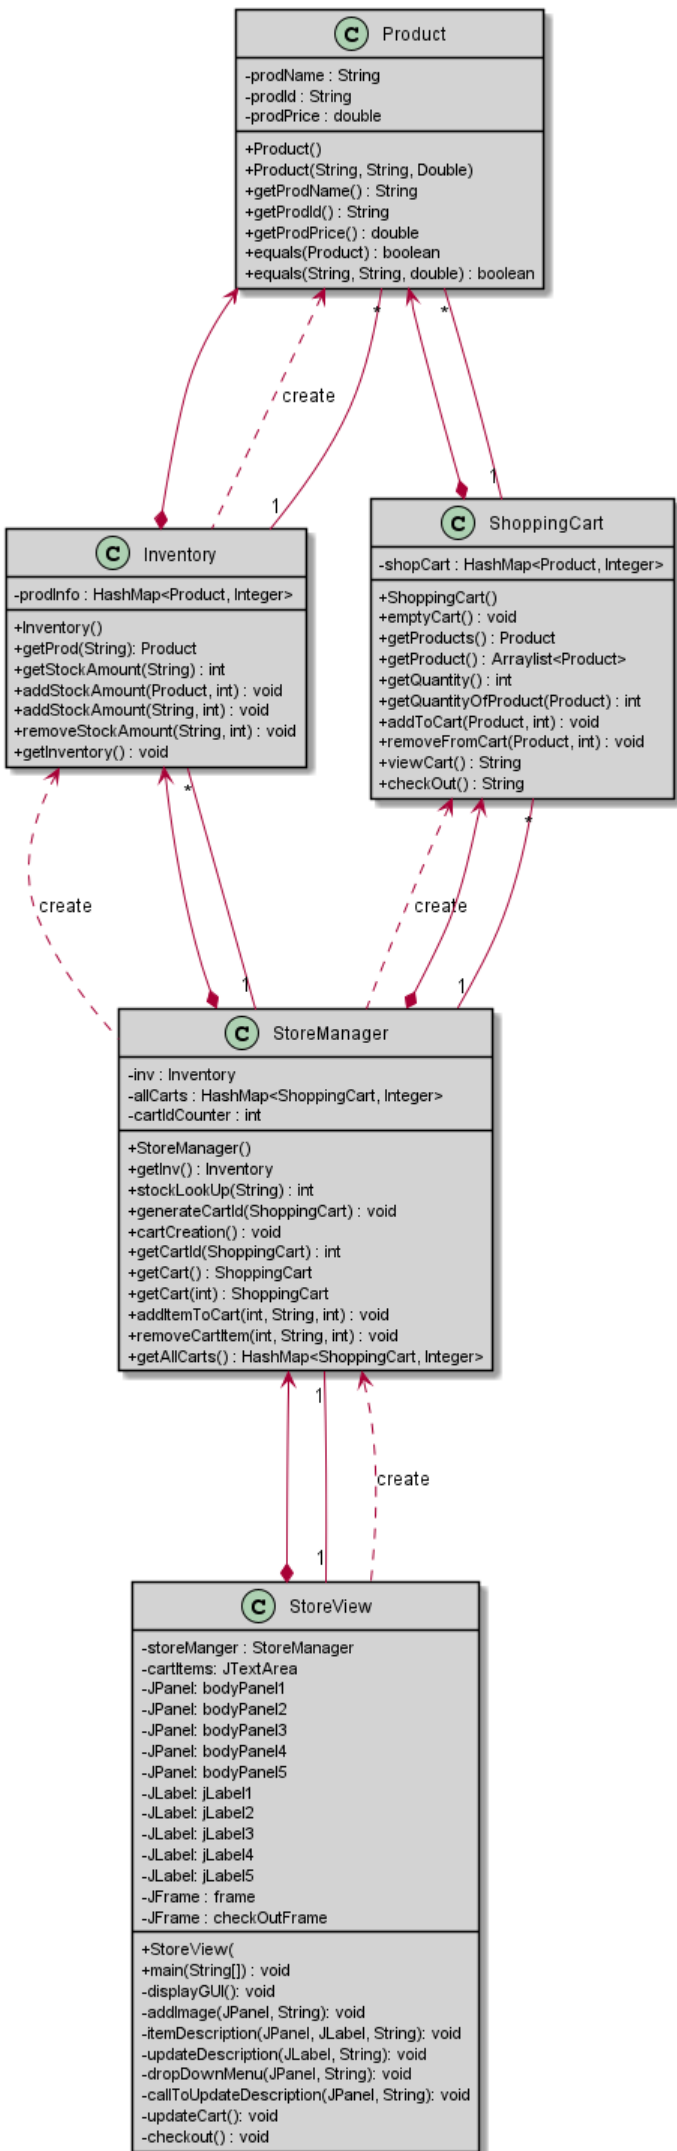 C Product
-prodName : String
-prodId : String
-prodPrice : double
+Product()
+Product(String, String, Double)
+getProdName() : String
+getProdId() : String
+getProdPrice() : double
+equals(Product) : boolean
+equals(String, String, double) : boolean
* *
create
1 1
C Inventory
-prodInfo : HashMap<Product, Integer>
+Inventory()
+getProd(String): Product
+getStockAmount(String) : int
+addStockAmount(Product, int) : void
+addStockAmount(String, int) : void
+removeStockAmount(String, int) : void
+getInventory() : void
C ShoppingCart
-shopCart : HashMap<Product, Integer>
+ShoppingCart()
+emptyCart() : void
+getProducts() : Product
+getProduct() : Arraylist<Product>
+getQuantity() : int
+getQuantityOfProduct(Product) : int
+addToCart(Product, int) : void
+removeFromCart(Product, int) : void
+viewCart() : String
+checkOut() : String
* *
create create
1 1
C StoreManager
-inv : Inventory
-allCarts : HashMap<ShoppingCart, Integer>
-cartIdCounter : int
+StoreManager()
+getInv() : Inventory
+stockLookUp(String) : int
+generateCartId(ShoppingCart) : void
+cartCreation() : void
+getCartId(ShoppingCart) : int
+getCart() : ShoppingCart
+getCart(int) : ShoppingCart
+addItemToCart(int, String, int) : void
+removeCartItem(int, String, int) : void
+getAllCarts() : HashMap<ShoppingCart, Integer>
1
create
1
C StoreView
-storeManger : StoreManager
-cartItems: JTextArea
-JPanel: bodyPanel1
-JPanel: bodyPanel2
-JPanel: bodyPanel3
-JPanel: bodyPanel4
-JPanel: bodyPanel5
-JLabel: jLabel1
-JLabel: jLabel2
-JLabel: jLabel3
-JLabel: jLabel4
-JLabel: jLabel5
-JFrame : frame
-JFrame : checkOutFrame
+StoreView(
+main(String[]) : void
-displayGUI(): void
-addImage(JPanel, String): void
-itemDescription(JPanel, JLabel, String): void
-updateDescription(JLabel, String): void
-dropDownMenu(JPanel, String): void
-callToUpdateDescription(JPanel, String): void
-updateCart(): void
-checkout() : void